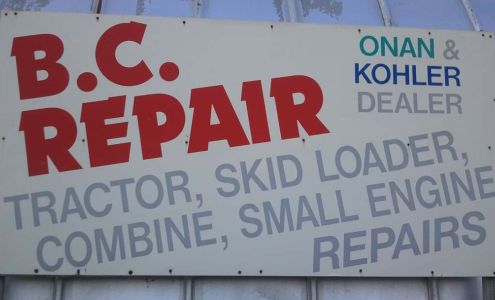 B.C.
REPAIR
ONAN &
KOHLER
DEALER
TRACTOR, SKID LOADER,
COMBINE, SMALL ENGINE
REPAIRS